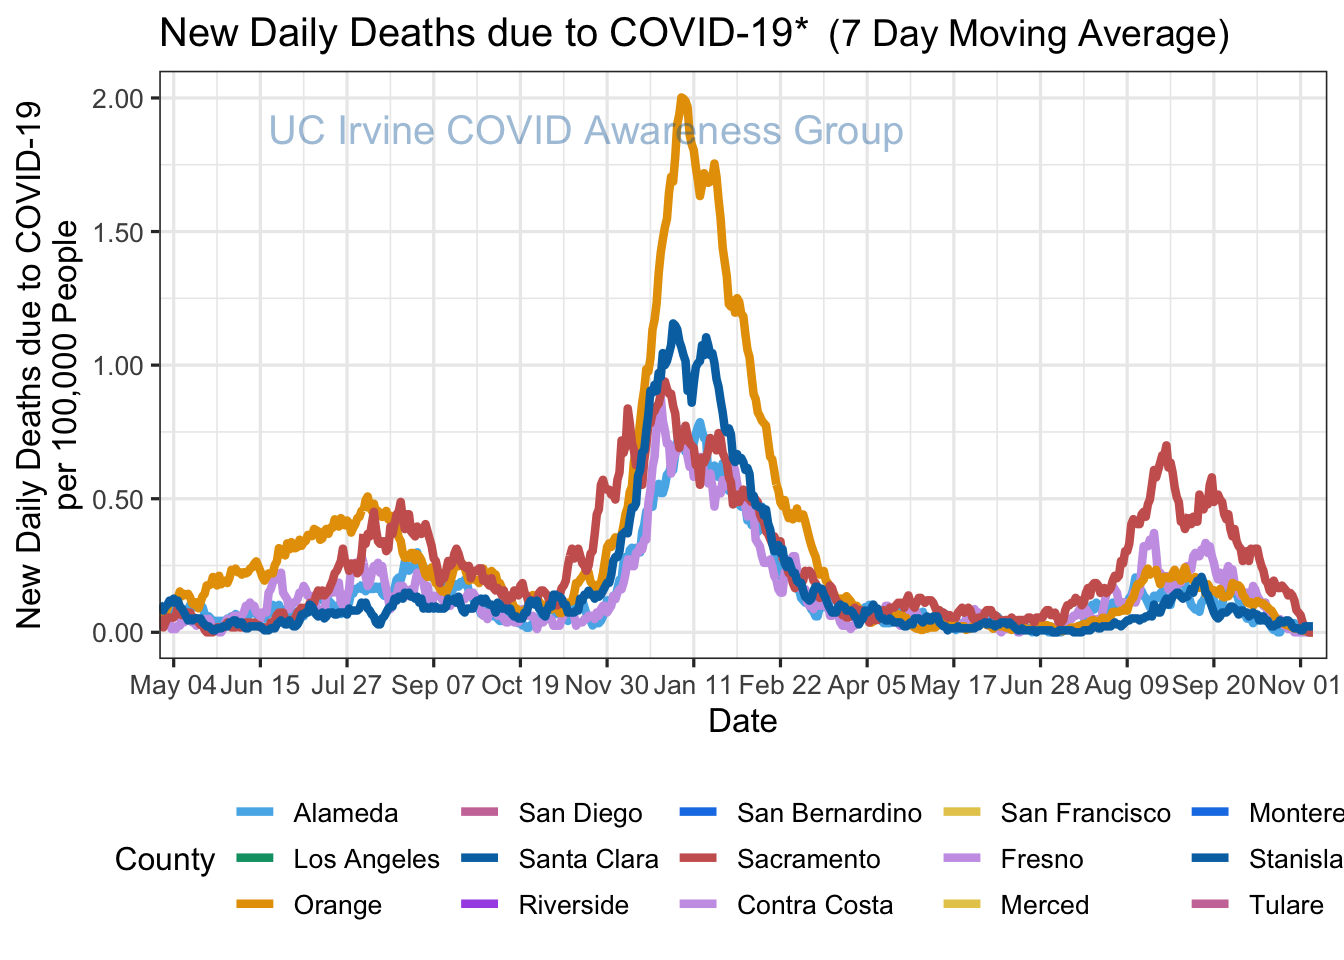 New Daily Deaths due to COVID-19* (7 Day Moving Average)
UC Irvine COVID Awareness Group
New Daily Deaths due to COVID-19
per 100,000 People
2.00
1.50
1.00
0.50
0.00
May 04 Jun 15 Jul 27 Sep 07 Oct 19 Nov 30 Jan 11 Feb 22 Apr 05 May 17 Jun 28 Aug 09 Sep 20 Nov 01
Date
County
Alameda San Diego San Bernardino San Francisco Montere
Los Angeles Santa Clara Sacramento Fresno Stanisla
Orange Riverside Contra Costa Merced Tulare